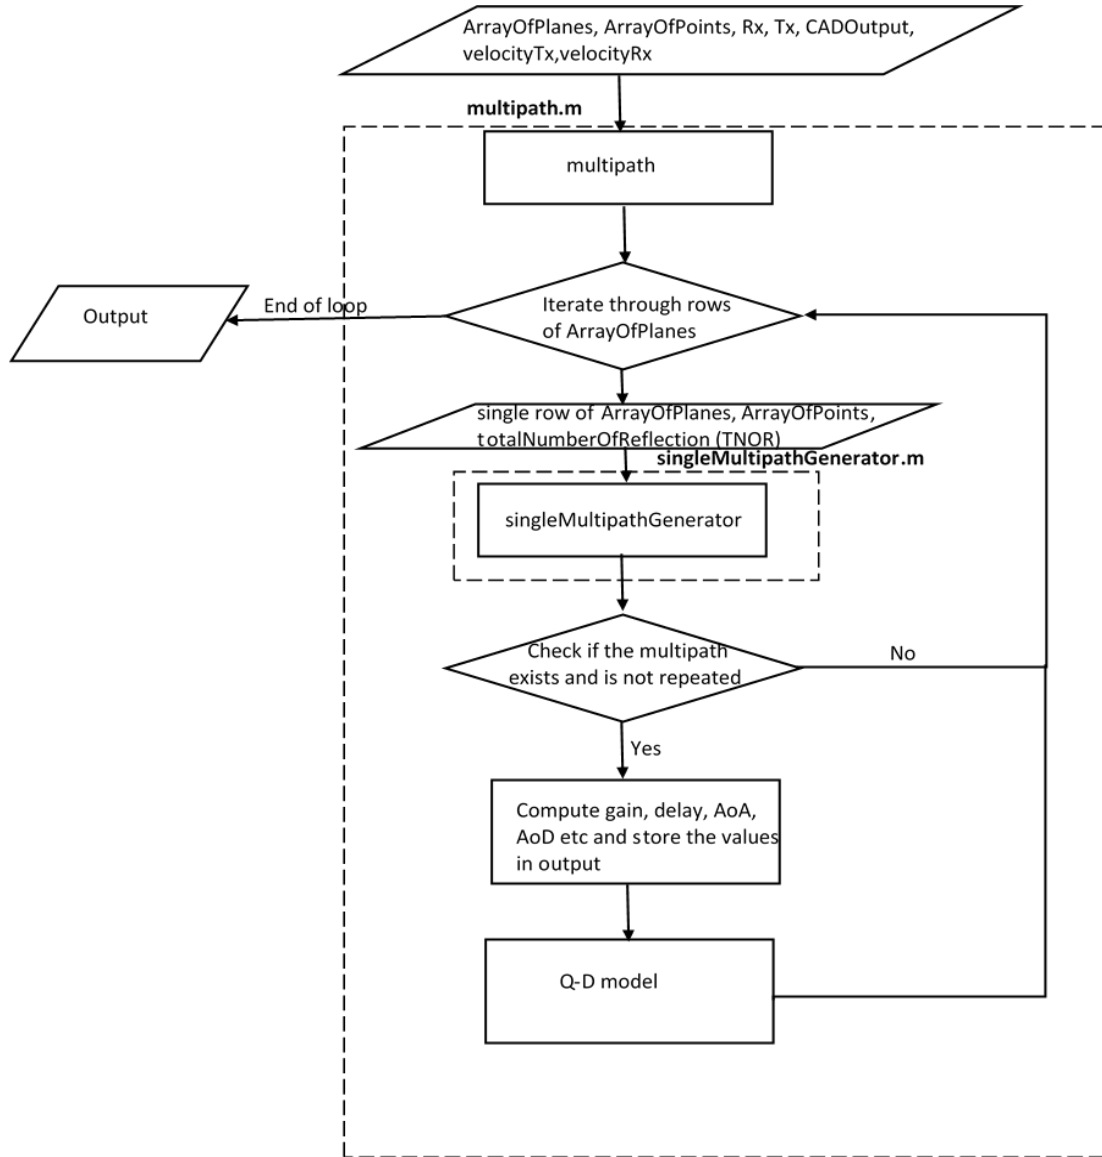 ArrayOfPlanes, ArrayOfPoints, Rx, Tx, CADOutput,
velocityTx,velocityRx
multipath.m
multipath
Iterate through rows
of ArrayOfPlanes
End of loop
Output
single row of ArrayOfPlanes, ArrayOfPoints,
totalNumberOfReflection (TNOR)
singleMultipathGenerator.m
singleMultipathGenerator
Check if the multipath
exists and is not repeated
No
Yes
Compute gain, delay, AoA,
AoD etc and store the values
in output
Q-D model